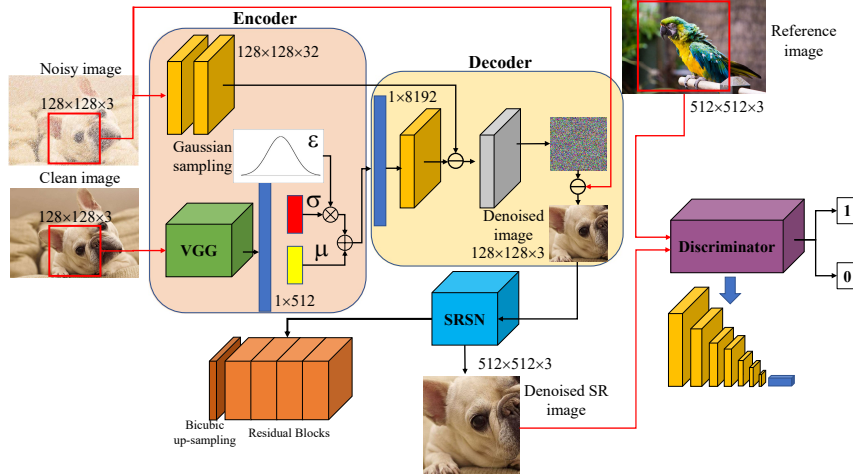 Encoder
128×128×32
Noisy image
128×128×3
Gaussian
sampling
ε
Clean image
128×128×3
VGG
σ
μ
1×512
Decoder
1×8192
Denoised
image
128×128×3
Reference
image
512×512×3
Discriminator
1
0
SRSN
512×512×3
Denoised SR
image
Bicubic
up-sampling
Residual Blocks